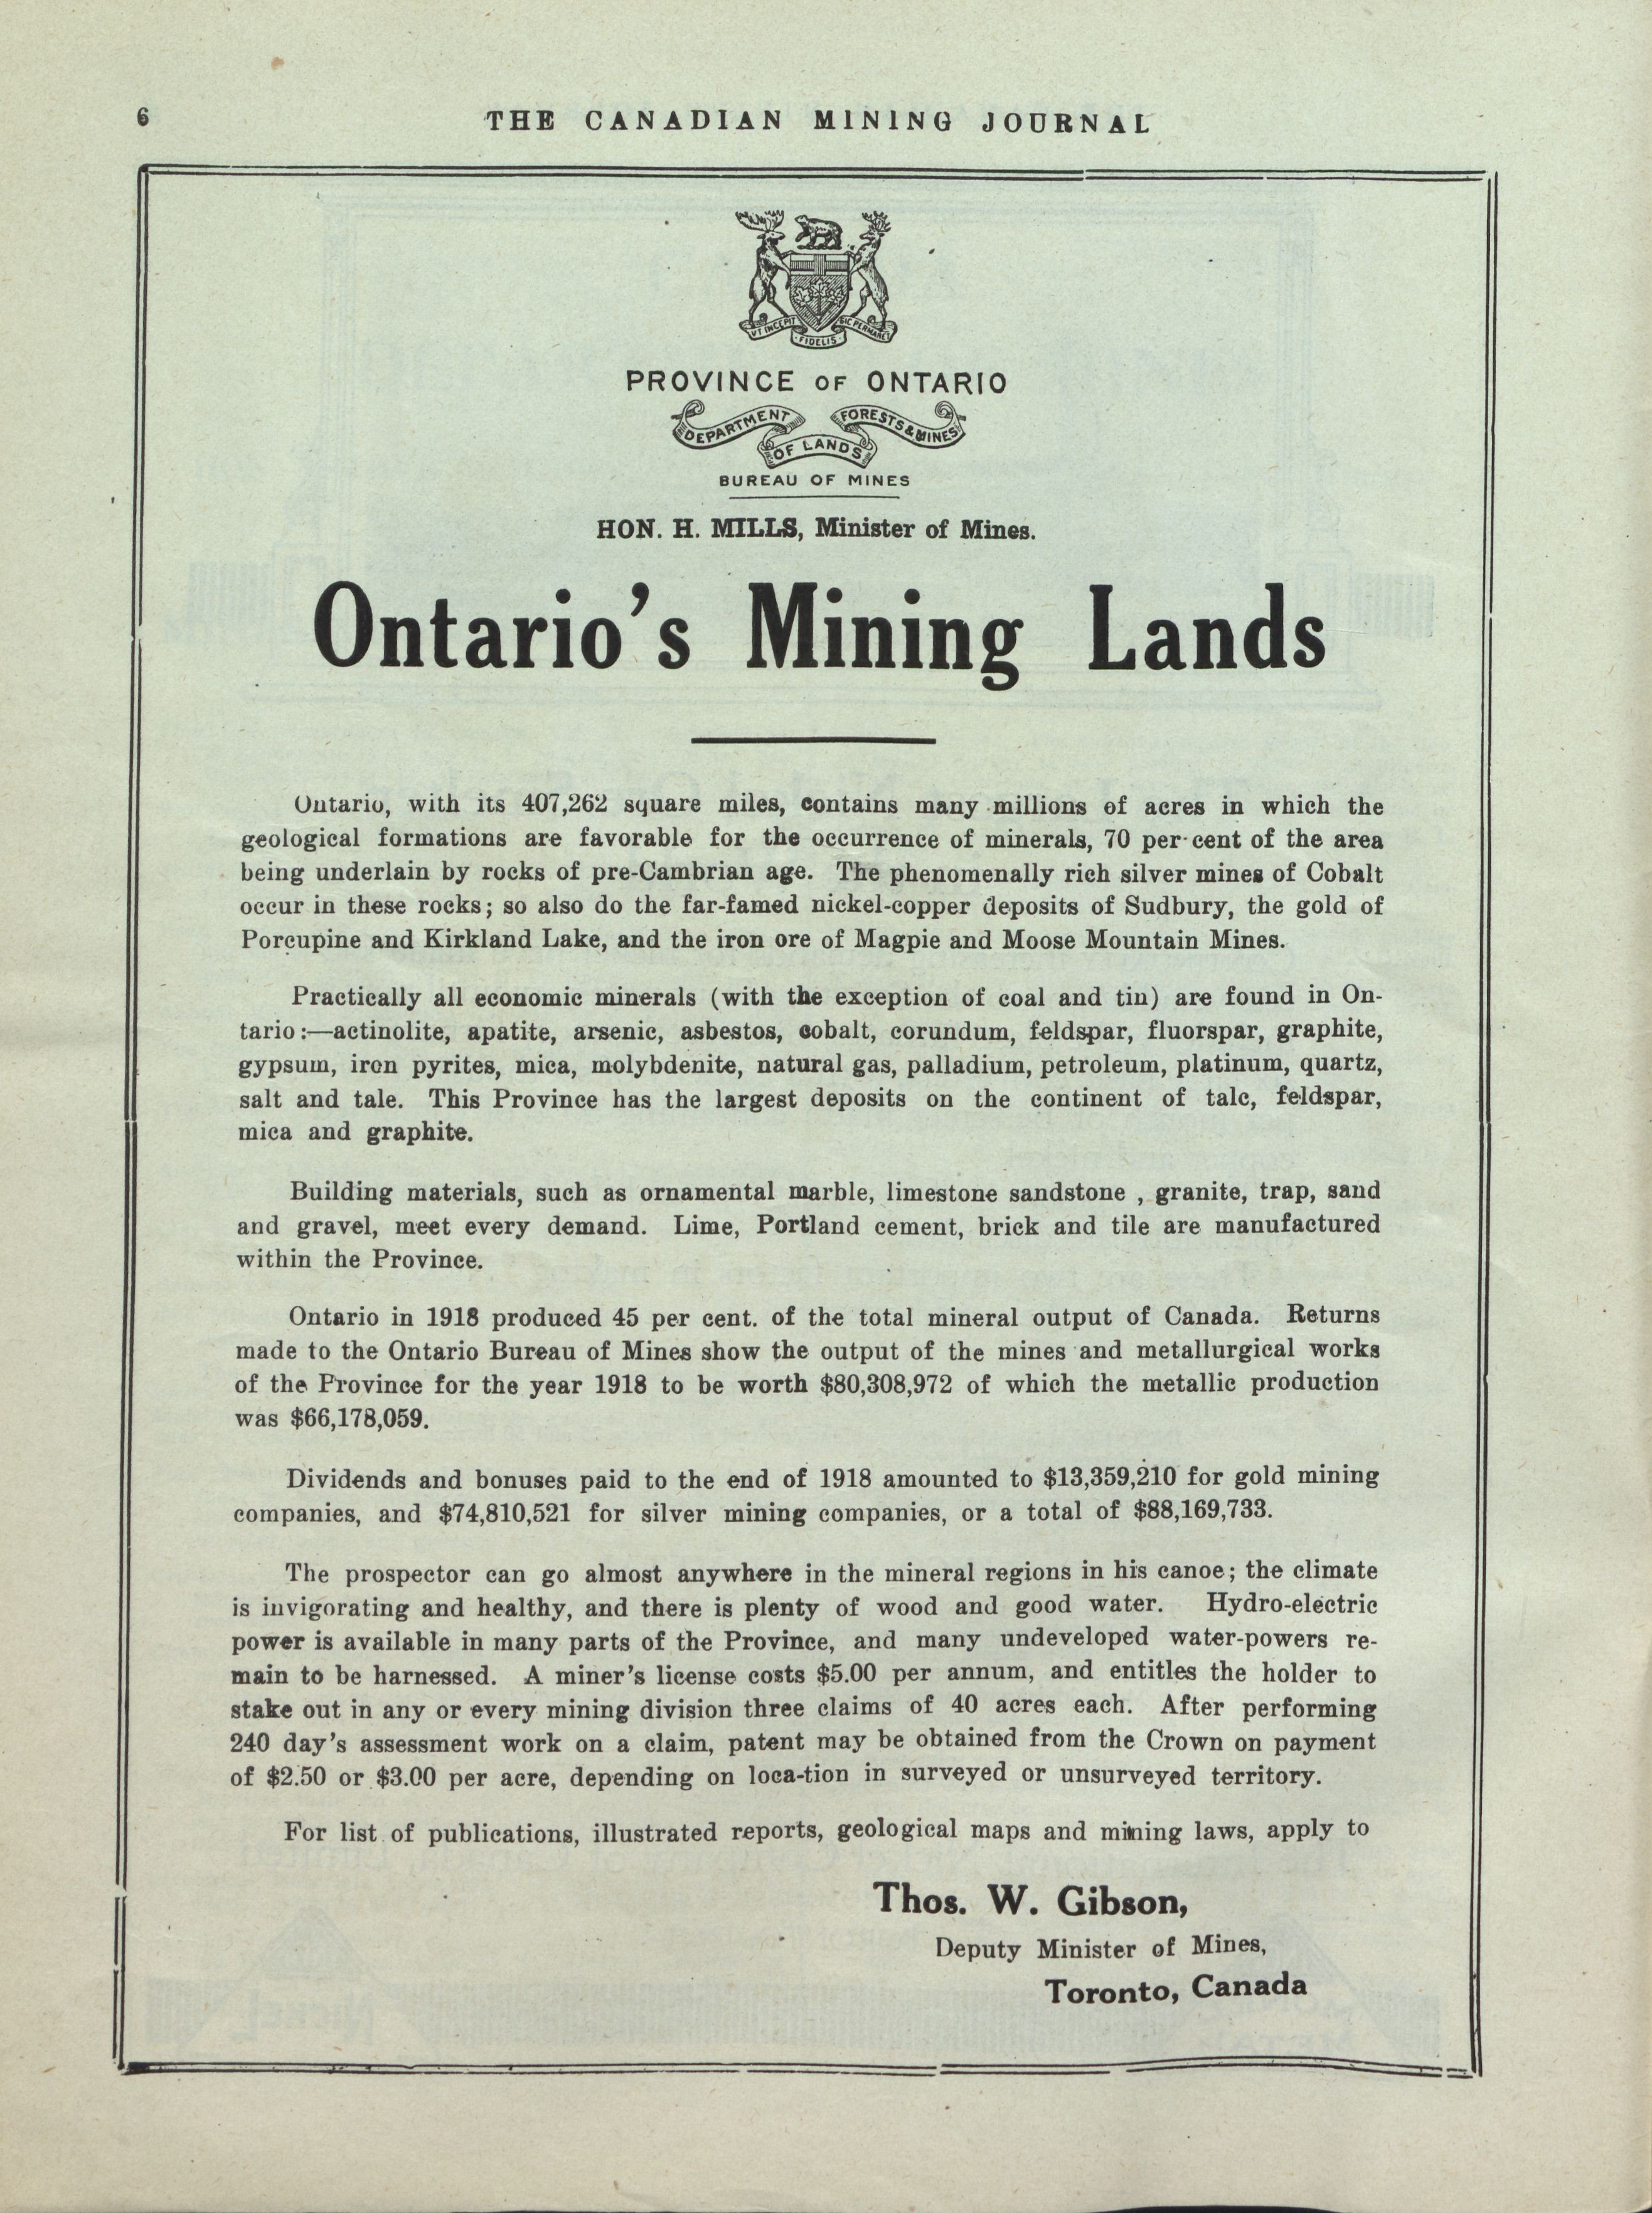 6
THE CANADIAN MINING JOURNAL
VT INCEPIT
FIDELIS
SIC PERMANET
PROVINCE OF ONTARIO
DEPARTMENT
OF LANDS
FORESTS & MINES
BUREAU OF MINES
HON. H. MILLS, Minister of Mines.
Ontario's Mining Lands
Ontario, with its 407,262 square miles, contains many millions of acres in which the
geological formations are favorable for the occurrence of minerals, 70 per cent of the area
being underlain by rocks of pre-Cambrian age. The phenomenally rich silver mines of Cobalt
occur in these rocks; so also do the far-famed nickel-copper deposits of Sudbury, the gold of
Porcupine and Kirkland Lake, and the iron ore of Magpie and Moose Mountain Mines.
Practically all economic minerals (with the exception of coal and tin) are found in On-
tario:—actinolite, apatite, arsenic, asbestos, cobalt, corundum, feldspar, fluorspar, graphite,
gypsum, iron pyrites, mica, molybdenite, natural gas, palladium, petroleum, platinum, quartz,
salt and tale. This Province has the largest deposits on the continent of talc, feldspar,
mica and graphite.
Building materials, such as ornamental marble, limestone sandstone , granite, trap, sand
and gravel, meet every demand. Lime, Portland cement, brick and tile are manufactured
within the Province.
Ontario in 1918 produced 45 per cent. of the total mineral output of Canada. Returns
made to the Ontario Bureau of Mines show the output of the mines and metallurgical works
of the Province for the year 1918 to be worth $80,308,972 of which the metallic production
was $66,178,059.
Dividends and bonuses paid to the end of 1918 amounted to $13,359,210 for gold mining
companies, and $74,810,521 for silver mining companies, or a total of $88,169,733.
The prospector can go almost anywhere in the mineral regions in his canoe; the climate
is invigorating and healthy, and there is plenty of wood and good water. Hydro-electric
power is available in many parts of the Province, and many undeveloped water-powers re-
main to be harnessed. A miner's license costs $5.00 per annum, and entitles the holder to
stake out in any or every mining division three claims of 40 acres each. After performing
240 day's assessment work on a claim, patent may be obtained from the Crown on payment
of $2.50 or $3.00 per acre, depending on loca-tion in surveyed or unsurveyed territory.
For list of publications, illustrated reports, geological maps and mining laws, apply to
Thos. W. Gibson,
Deputy Minister of Mines,
Toronto, Canada